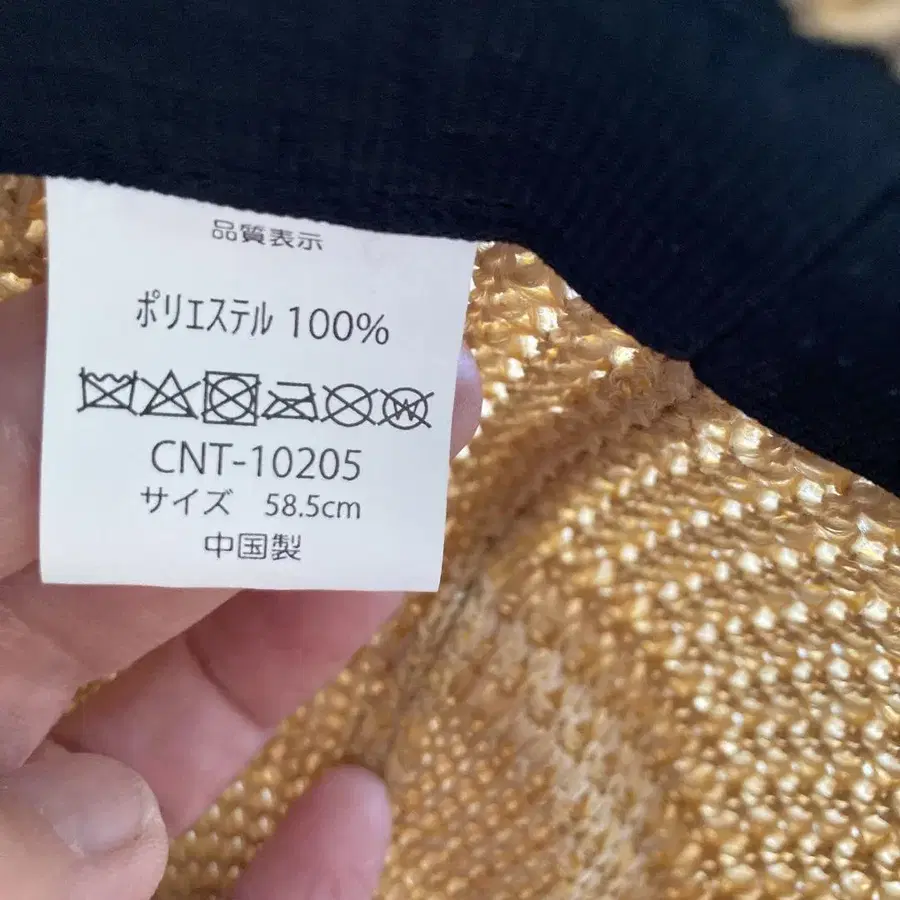 品質表示
ポリエステル 100%
CNT-10205
サイズ 58.5cm
中国製